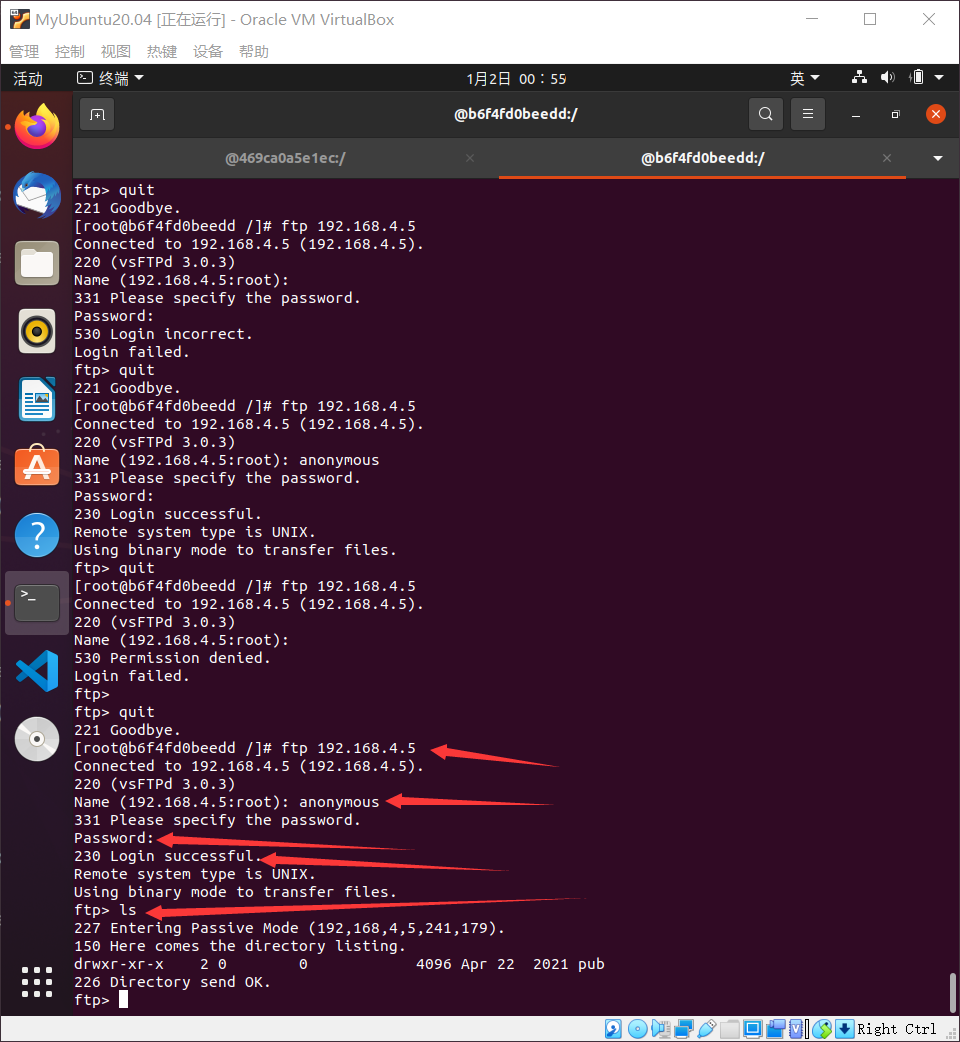 MyUbuntu20.04 [正在运行] - Oracle VM VirtualBox
管理 控制 视图 热键 设备 帮助
活动 终端 1月2日 00：55 英
@b6f4fd0beedd:/
@469ca0a5e1ec:/ @b6f4fd0beedd:/
ftp> quit
221 Goodbye.
[root@b6f4fd0beedd /]# ftp 192.168.4.5
Connected to 192.168.4.5 (192.168.4.5).
220 (vsFTPd 3.0.3)
Name (192.168.4.5:root):
331 Please specify the password.
Password:
530 Login incorrect.
Login failed.
ftp> quit
221 Goodbye.
[root@b6f4fd0beedd /]# ftp 192.168.4.5
Connected to 192.168.4.5 (192.168.4.5).
220 (vsFTPd 3.0.3)
Name (192.168.4.5:root): anonymous
331 Please specify the password.
Password:
230 Login successful.
Remote system type is UNIX.
Using binary mode to transfer files.
ftp> quit
[root@b6f4fd0beedd /]# ftp 192.168.4.5
Connected to 192.168.4.5 (192.168.4.5).
220 (vsFTPd 3.0.3)
Name (192.168.4.5:root):
530 Permission denied.
Login failed.
ftp>
ftp> quit
221 Goodbye.
[root@b6f4fd0beedd /]# ftp 192.168.4.5
Connected to 192.168.4.5 (192.168.4.5).
220 (vsFTPd 3.0.3)
Name (192.168.4.5:root): anonymous
331 Please specify the password.
Password:
230 Login successful.
Remote system type is UNIX.
Using binary mode to transfer files.
ftp> ls
227 Entering Passive Mode (192,168,4,5,241,179).
150 Here comes the directory listing.
drwxr-xr-x    2 0        0            4096 Apr 22  2021 pub
226 Directory send OK.
ftp>
Right Ctrl